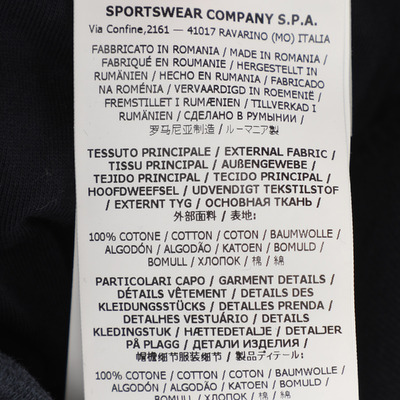 SPORTSWEAR COMPANY S.P.A.
Via Confine,2161 — 41017 RAVARINO (MO) ITALIA
FABBRICATO IN ROMANIA / MADE IN ROMANIA /
FABRIQUÉ EN ROUMANIE / HERGESTELLT IN
RUMÄNIEN / HECHO EN RUMANIA / FABRICADO
NA ROMÉNIA / VERVAARDIGD IN ROEMENIË /
FREMSTILLET I RUMÆNIEN / TILLVERKAD I
RUMÄNIEN / СДЕЛАНО В РУМЫНИИ /
罗马尼亚制造 / ルーマニア製
TESSUTO PRINCIPALE / EXTERNAL FABRIC /
TISSU PRINCIPAL / AUßENGEWEBE /
TEJIDO PRINCIPAL / TECIDO PRINCIPAL /
HOOFDWEEFSEL / UDVENDIGT TEKSTILSTOF
/ EXTERNT TYG / ОСНОВНАЯ ТКАНЬ /
外部面料 / 表地:
100% COTONE / COTTON / COTON / BAUMWOLLE /
ALGODÓN / ALGODÃO / KATOEN / BOMULD /
BOMULL / ХЛОПОК / 棉 / 綿
PARTICOLARI CAPO / GARMENT DETAILS /
DÉTAILS VÊTEMENT / DETAILS DES
KLEIDUNGSSTÜCKS / DETALLES PRENDA /
DETALHES VESTUÁRIO / DETAILS
KLEDINGSTUK / HÆTTEDETALJE / DETALJER
PÅ PLAGG / ДЕТАЛИ ИЗДЕЛИЯ /
帽機细节服装细节 / 製品ディテール:
100% COTONE / COTTON / COTON / BAUMWOLLE /
ALGODÓN / ALGODÃO / KATOEN / BOMULD /
BOMULL / ХЛОПОК / 棉 / 綿